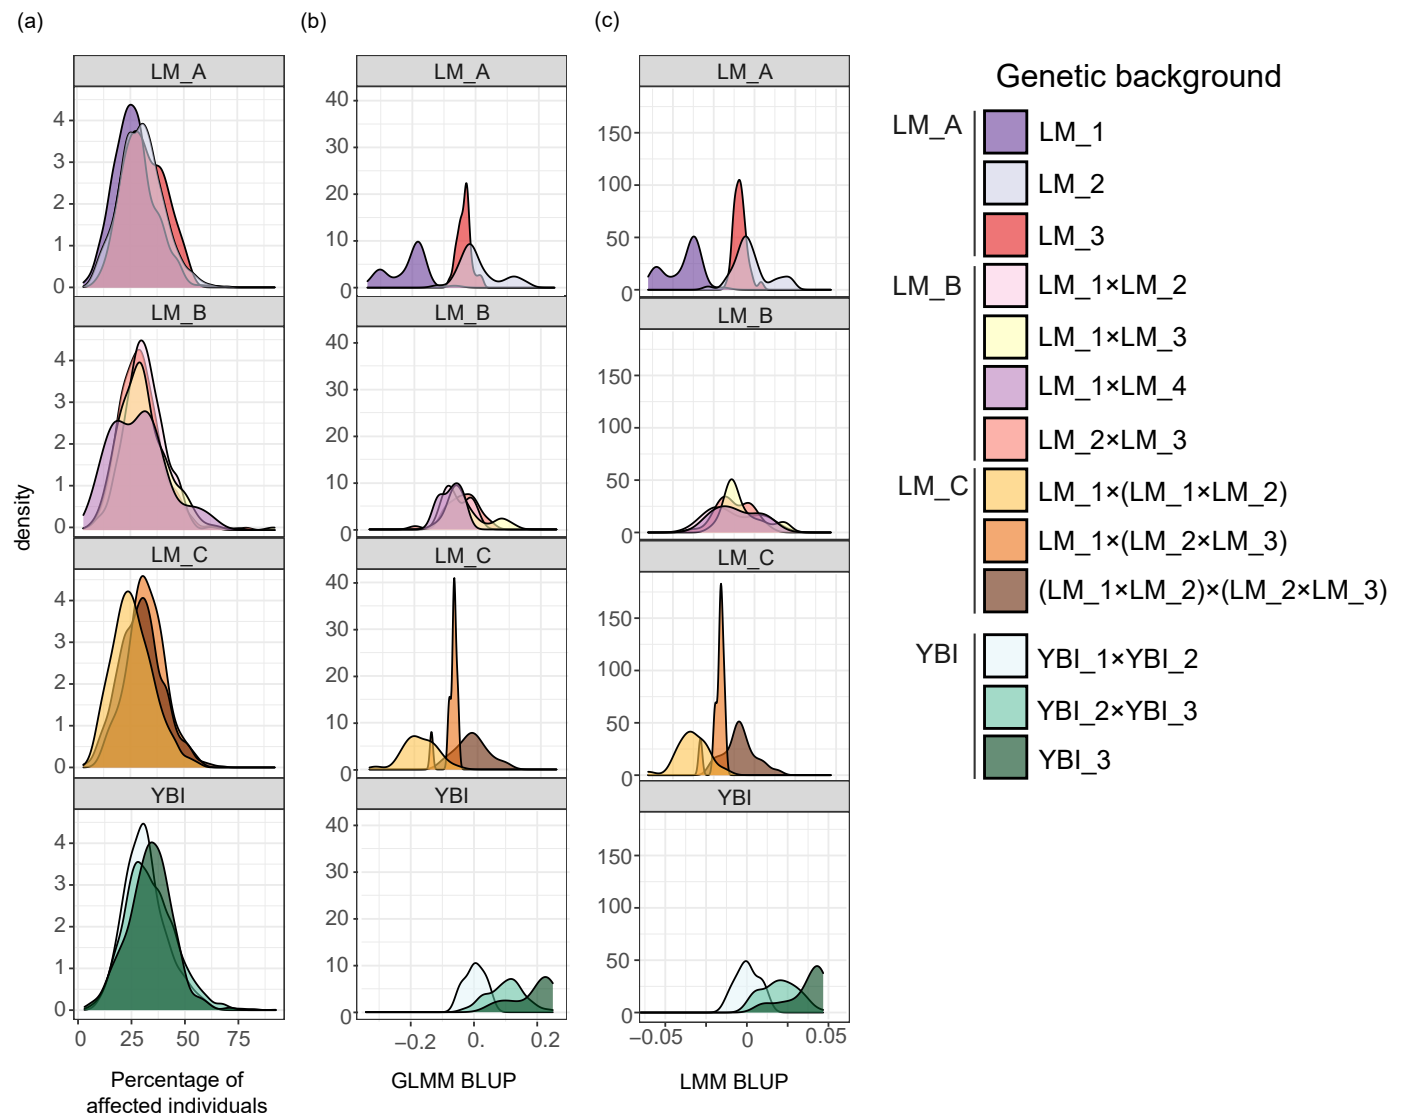 (a)
(b)
(c)
LM_A
4
3
2
1
0
LM_B
4
3
2
1
0
LM_C
4
3
2
1
0
YBI
4
3
2
1
0
0 25 50 75
density
Percentage of
affected individuals
LM_A
40
30
20
10
0
LM_B
40
30
20
10
0
LM_C
40
30
20
10
0
YBI
40
30
20
10
0
−0.2 0. 0.2
GLMM BLUP
LM_A
150
100
50
0
LM_B
150
100
50
0
LM_C
150
100
50
0
YBI
150
100
50
0
−0.05 0 0.05
LMM BLUP
Genetic background
LM_A
LM_1
LM_2
LM_3
LM_B
LM_1×LM_2
LM_1×LM_3
LM_1×LM_4
LM_2×LM_3
LM_C
LM_1×(LM_1×LM_2)
LM_1×(LM_2×LM_3)
(LM_1×LM_2)×(LM_2×LM_3)
YBI
YBI_1×YBI_2
YBI_2×YBI_3
YBI_3